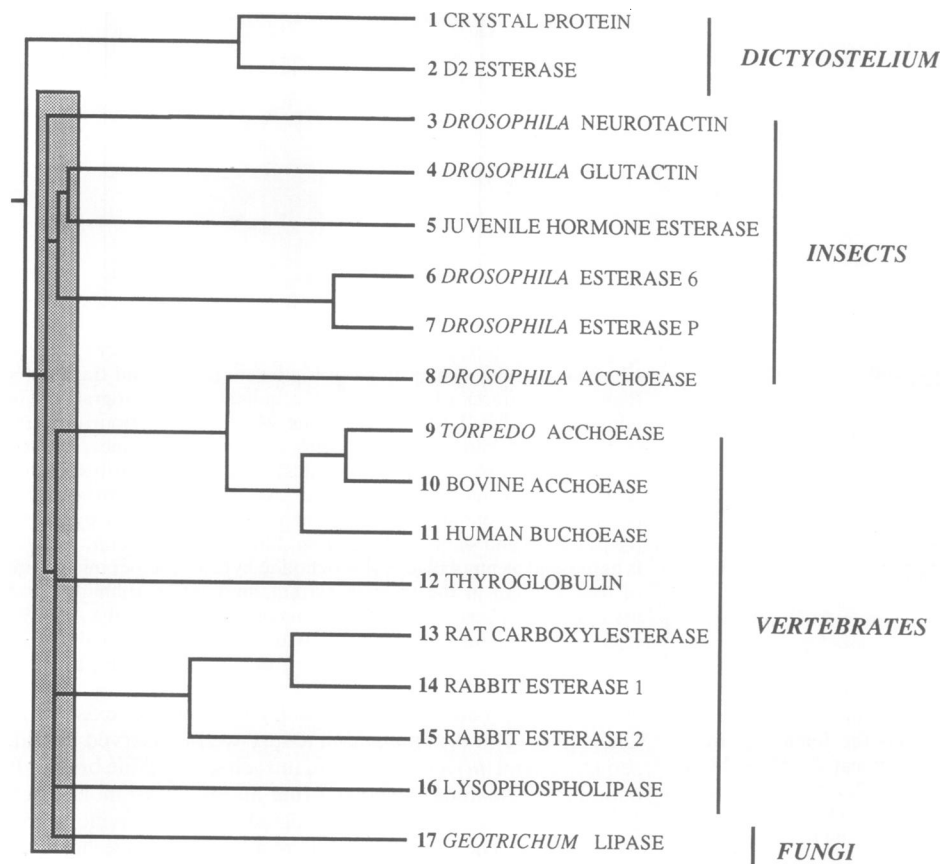 1 CRYSTAL PROTEIN
2 D2 ESTERASE
DICTYOSTELIUM
3 DROSOPHILA NEUROTACTIN
4 DROSOPHILA GLUTACTIN
5 JUVENILE HORMONE ESTERASE
6 DROSOPHILA ESTERASE 6
7 DROSOPHILA ESTERASE P
8 DROSOPHILA ACCHOEASE
INSECTS
9 TORPEDO ACCHOEASE
10 BOVINE ACCHOEASE
11 HUMAN BUCHOEASE
12 THYROGLOBULIN
13 RAT CARBOXYLESTERASE
14 RABBIT ESTERASE 1
15 RABBIT ESTERASE 2
16 LYSOPHOSPHOLIPASE
VERTEBRATES
17 GEOTRICHUM LIPASE
FUNGI